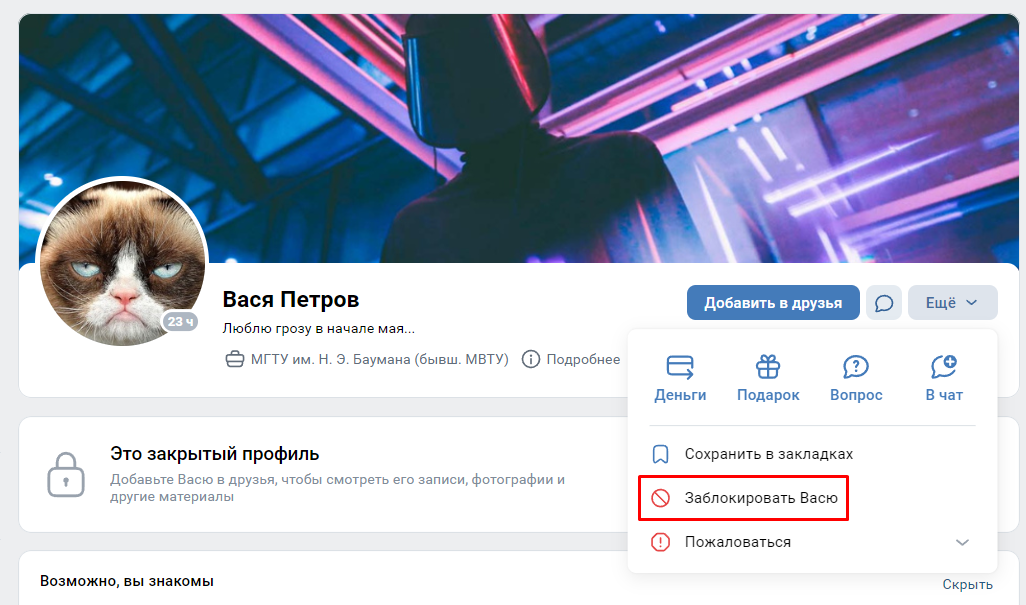 Вася Петров
Люблю грозу в начале мая...
МГТУ им. Н. Э. Баумана (бывш. МВТУ)
Подробнее
23 ч
Добавить в друзья
Ещё
Деньги
Подарок
Вопрос
В чат
Сохранить в закладках
Заблокировать Васю
Пожаловаться
Это закрытый профиль
Добавьте Васю в друзья, чтобы смотреть его записи, фотографии и
другие материалы
Возможно, вы знакомы
Скрыть